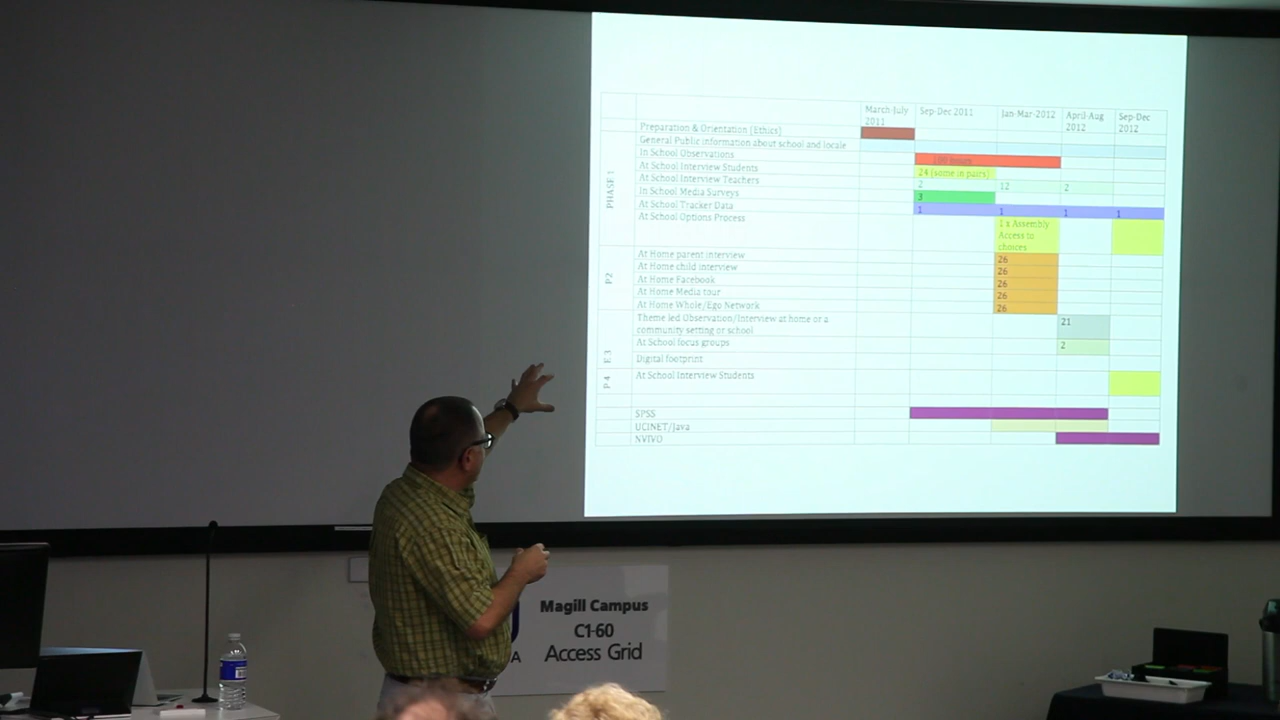 March-July 2011
Sep-Dec 2011
Jan-Mar-2012
April-Aug 2012
Sep-Dec 2012
Preparation & Orientation [Ethics]
PHASE 1
General Public information about school and locale
In School Observations
At School Interview Students
24 (some in pairs)
At School Interview Teachers
2 12 2
In School Media Surveys
3
At School Tracker Data
1 1 1 1
At School Options Process
1 x Assembly
Access to
choices
P2
At Home parent interview
26
At Home child interview
26
At Home Facebook
26
At Home Media tour
26
At Home Whole/Ego Network
26
Theme led Observation/Interview at home or a
community setting or school
21
At School focus groups
2
Digital footprint
P4
At School Interview Students
SPSS
UCINET/Java
NVIVO
Magill Campus
C1-60
Access Grid
A